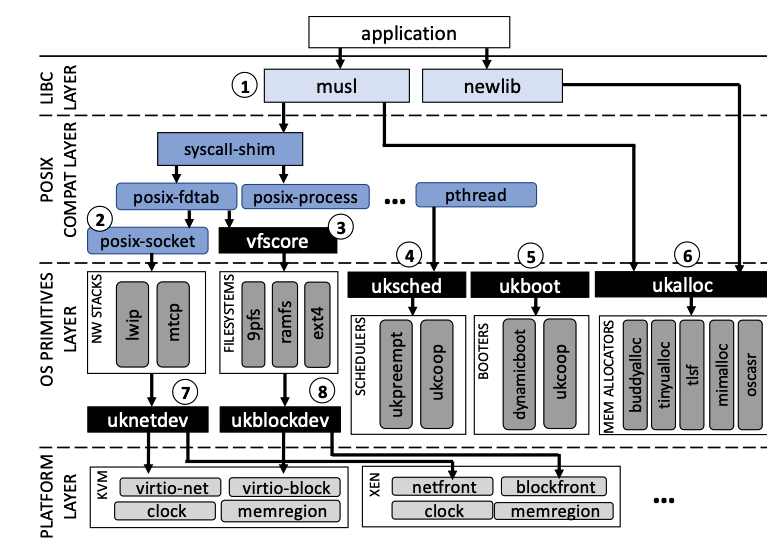 application
LIBC
LAYER
1
musl
newlib
POSIX
COMPAT LAYER
syscall-shim
posix-fdtab
posix-process
...
pthread
2
posix-socket
3
vfscore
4
5
6
OS PRIMITIVES
LAYER
NW STACKS
lwip
mtcp
FILESYSTEMS
9pfs
ramfs
ext4
uksched
SCHEDULERS
ukpreempt
ukcoop
ukboot
BOOTERS
dynamicboot
ukcoop
ukalloc
MEM ALLOCATORS
buddyalloc
tinyualloc
tlsf
mimalloc
oscasr
7
8
uknetdev
ukblockdev
PLATFORM
LAYER
KVM
virtio-net
virtio-block
clock
memregion
XEN
netfront
blockfront
clock
memregion
...